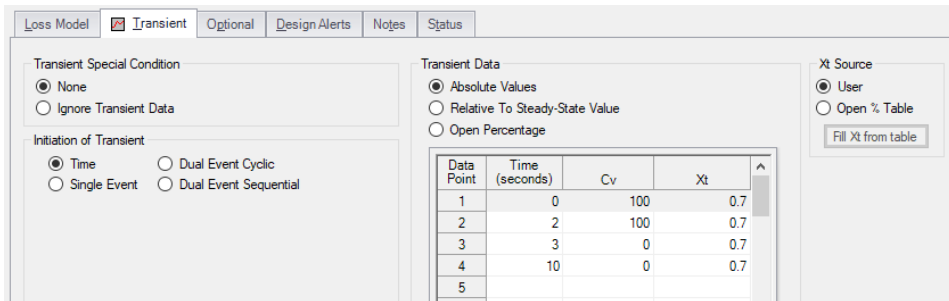 Loss Model Transient Optional Design Alerts Notes Status
Transient Special Condition
None
Ignore Transient Data
Initiation of Transient
Time Dual Event Cyclic
Single Event Dual Event Sequential
Transient Data
Absolute Values
Relative To Steady-State Value
Open Percentage
Data Point Time (seconds) Cv Xt
1 0 100 0.7
2 2 100 0.7
3 3 0 0.7
4 10 0 0.7
5
Xt Source
User
Open % Table
Fill Xt from table